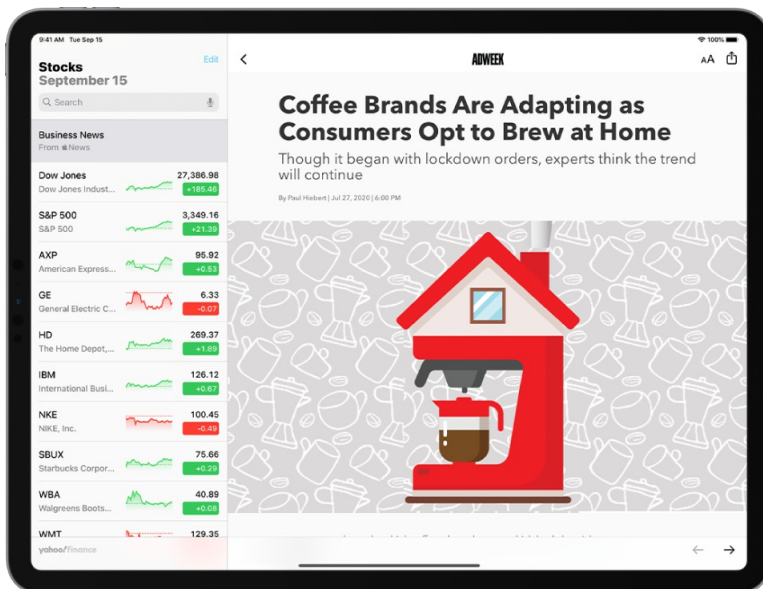 9:41 AM Tue Sep 15
100%
Edit
Stocks
September 15
Search
Business News
From News
Dow Jones 27,386.98
Dow Jones Indust... +185.46
S&P 500 3,349.16
S&P 500 +21.39
AXP 95.92
American Express... +0.53
GE 6.33
General Electric C... -0.07
HD 269.37
The Home Depot,... +1.89
IBM 126.12
International Busi... +0.67
NKE 100.45
NIKE, Inc. -0.49
SBUX 75.66
Starbucks Corpor... +0.29
WBA 40.89
Walgreens Boots... +0.08
WMT 129.35
yahoo!finance
ADWEEK
AA
Coffee Brands Are Adapting as
Consumers Opt to Brew at Home
Though it began with lockdown orders, experts think the trend
will continue
By Paul Hiebert | Jul 27, 2020 | 6:00 PM